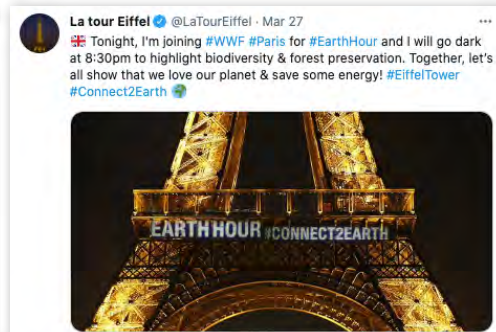 La tour Eiffel @LaTourEiffel · Mar 27
🇬🇧 Tonight, I'm joining #WWF #Paris for #EarthHour and I will go dark
at 8:30pm to highlight biodiversity & forest preservation. Together, let's
all show that we love our planet & save some energy! #EiffelTower
#Connect2Earth 🌍
EARTH HOUR #CONNECT2EARTH